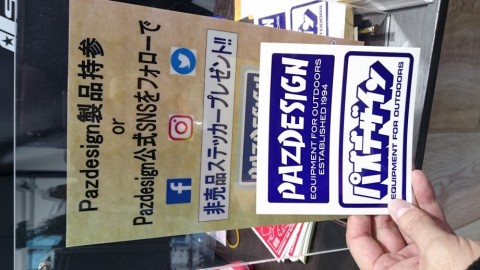 Pazdesign製品持参
or
Pazdesign公式SNSをフォローで
非売品ステッカープレゼント!!
PAZDESIGN
EQUIPMENT FOR OUTDOORS
ESTABLISHED 1994
パズデザイン
EQUIPMENT FOR OUTDOORS